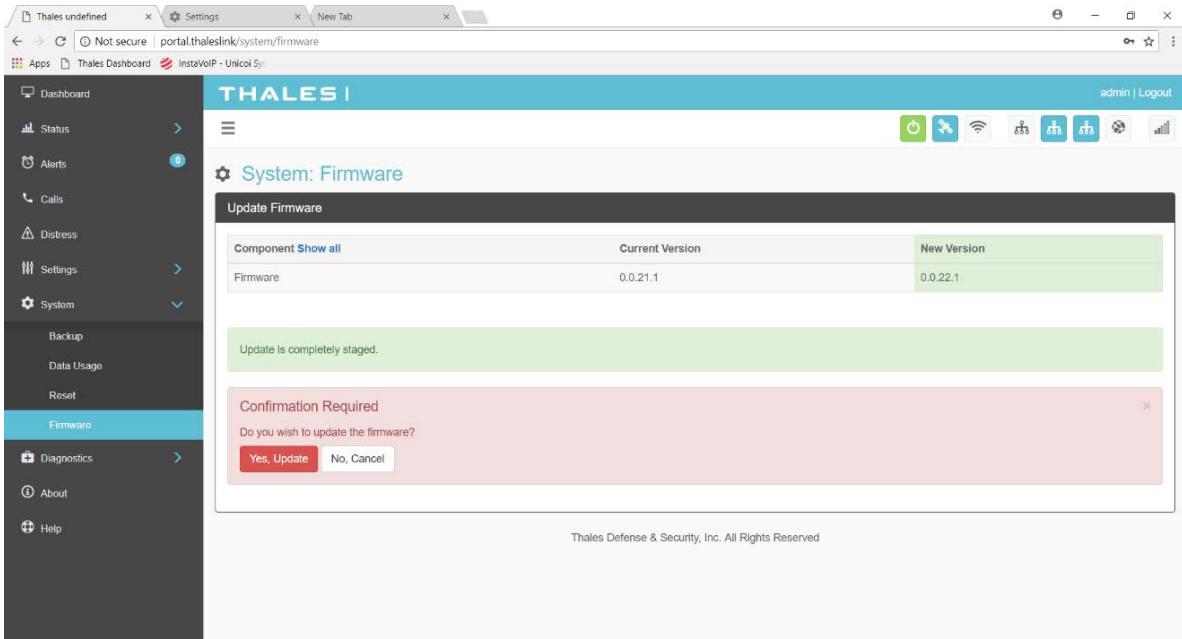 Thales undefined
Settings
New Tab
Not secure | portal.thaleslink/system/firmware
Apps Thales Dashboard InstaVoIP - Unicoi Sy
Dashboard
THALES
admin | Logout
Status
Alerts 0
Calls
Distress
Settings
System
Backup
Data Usage
Reset
Firmware
Diagnostics
About
Help
System: Firmware
Update Firmware
Component Show all Current Version New Version
Firmware 0.0.21.1 0.0.22.1
Update is completely staged.
Confirmation Required
Do you wish to update the firmware?
Yes, Update No, Cancel
Thales Defense & Security, Inc. All Rights Reserved